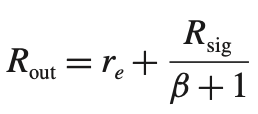 R_out = r_e + R_sig / (β + 1)